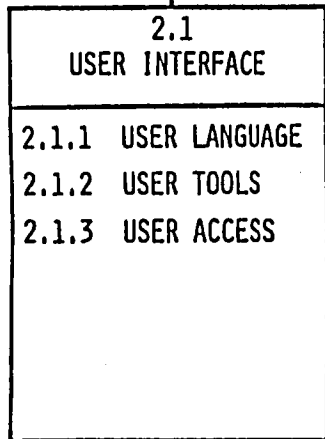 2.1
USER INTERFACE
2.1.1 USER LANGUAGE
2.1.2 USER TOOLS
2.1.3 USER ACCESS